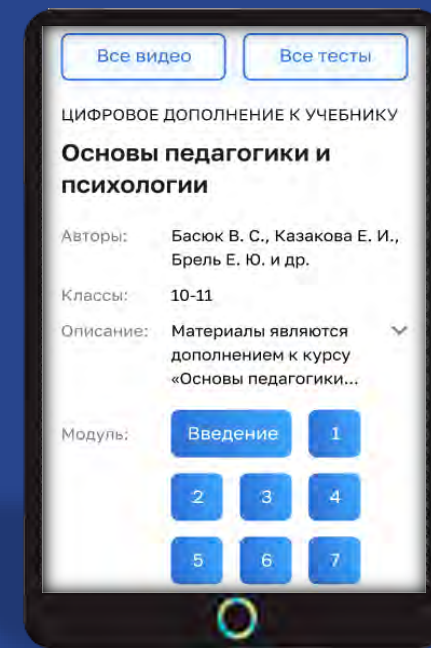 Все видео
Все тесты
ЦИФРОВОЕ ДОПОЛНЕНИЕ К УЧЕБНИКУ
Основы педагогики и
психологии
Авторы: Басюк В. С., Казакова Е. И.,
Брель Е. Ю. и др.
Классы: 10-11
Описание: Материалы являются
дополнением к курсу
«Основы педагогики...
Модуль: Введение 1
2 3 4
5 6 7